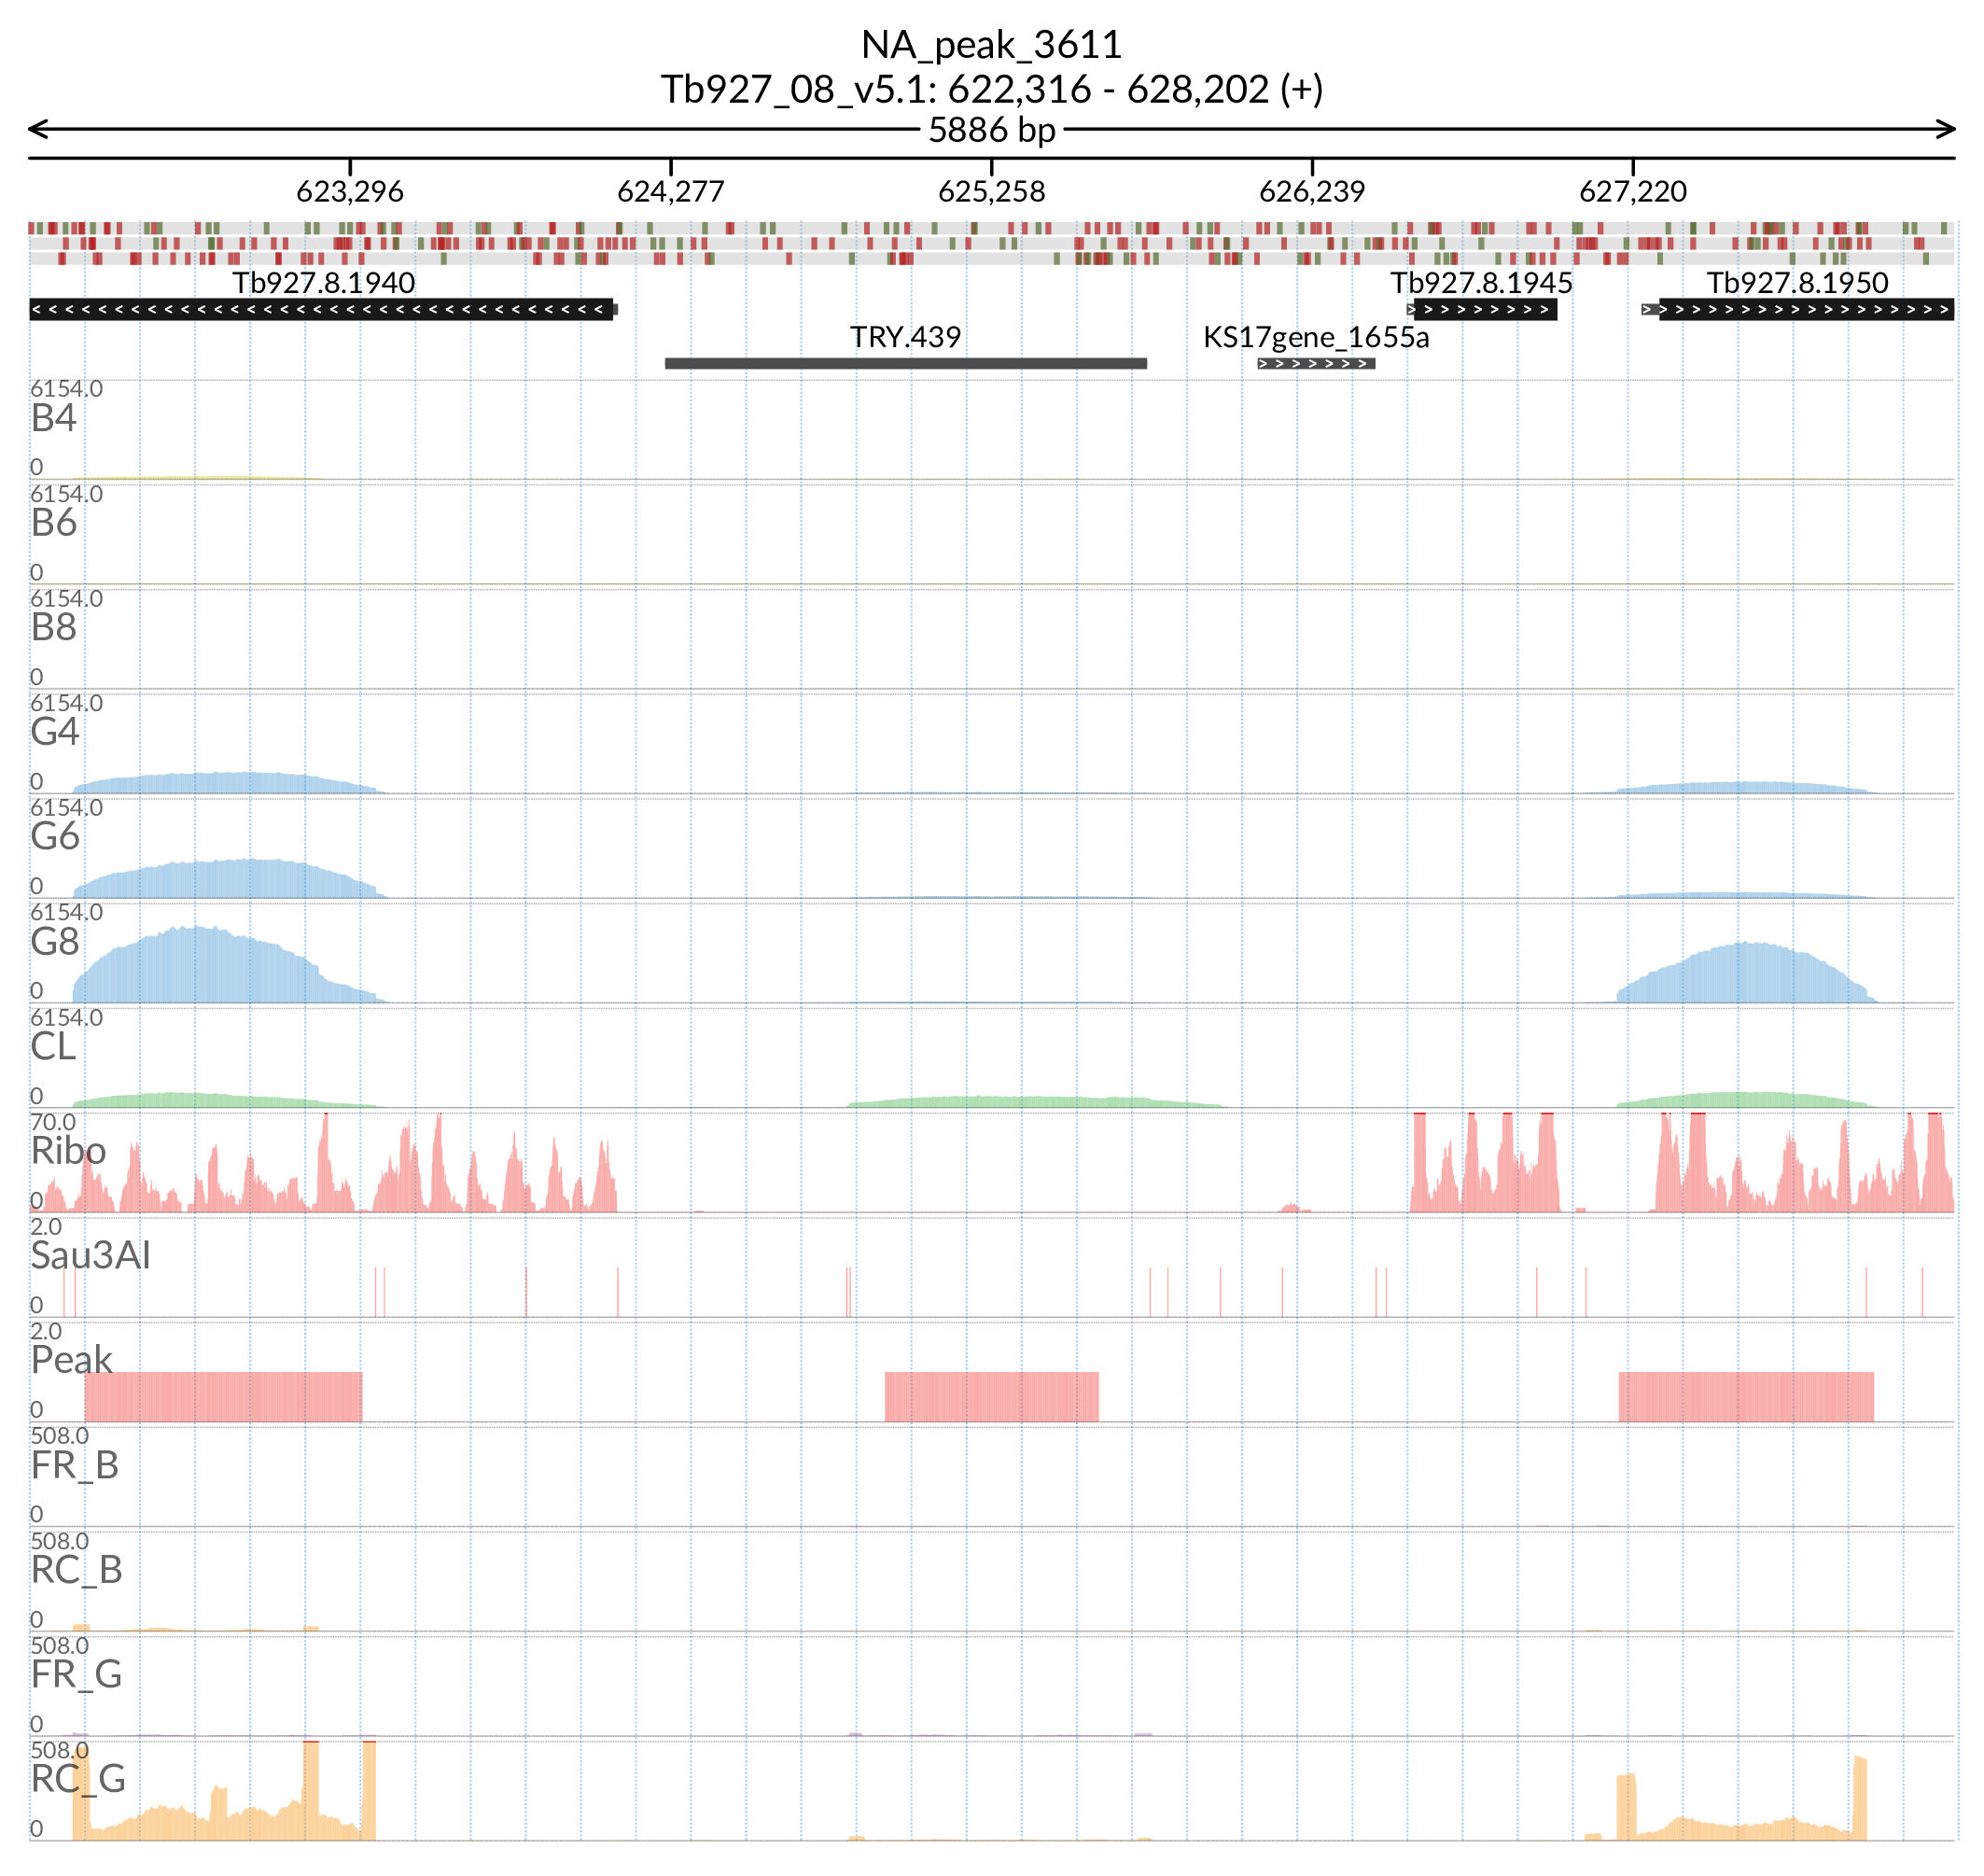 NA_peak_3611
Tb927_08_v5.1: 622,316 - 628,202 (+)
5886 bp
623,296 624,277 625,258 626,239 627,220
Tb927.8.1940 Tb927.8.1945 Tb927.8.1950
TRY.439 KS17gene_1655a
6154.0
B4
0
6154.0
B6
0
6154.0
B8
0
6154.0
G4
0
6154.0
G6
0
6154.0
G8
0
6154.0
CL
0
70.0
Ribo
0
2.0
Sau3AI
0
2.0
Peak
0
508.0
FR_B
0
508.0
RC_B
0
508.0
FR_G
0
508.0
RC_G
0